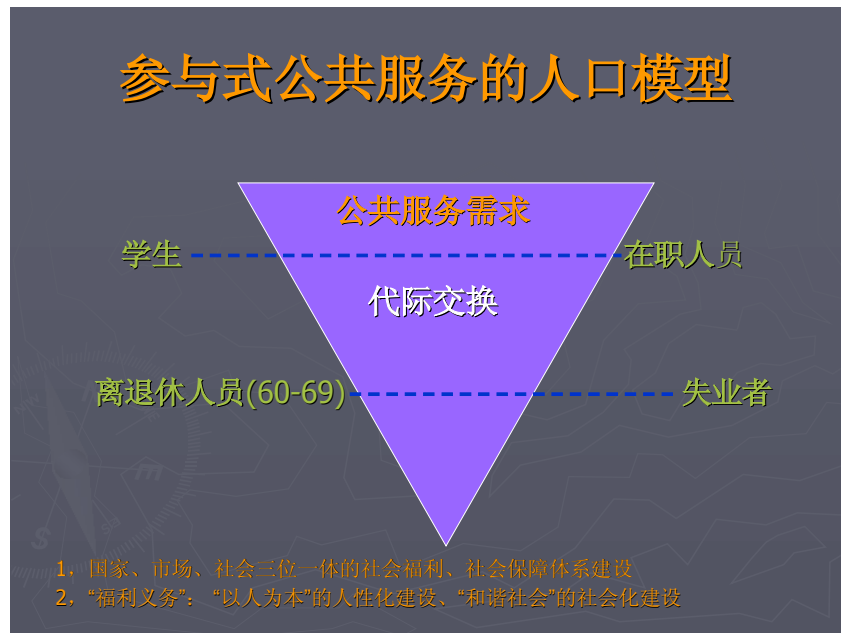 参与式公共服务的人口模型
公共服务需求
学生
在职人员
代际交换
离退休人员(60-69)
失业者
1，国家、市场、社会三位一体的社会福利、社会保障体系建设
2，“福利义务”： “以人为本”的人性化建设、“和谐社会”的社会化建设